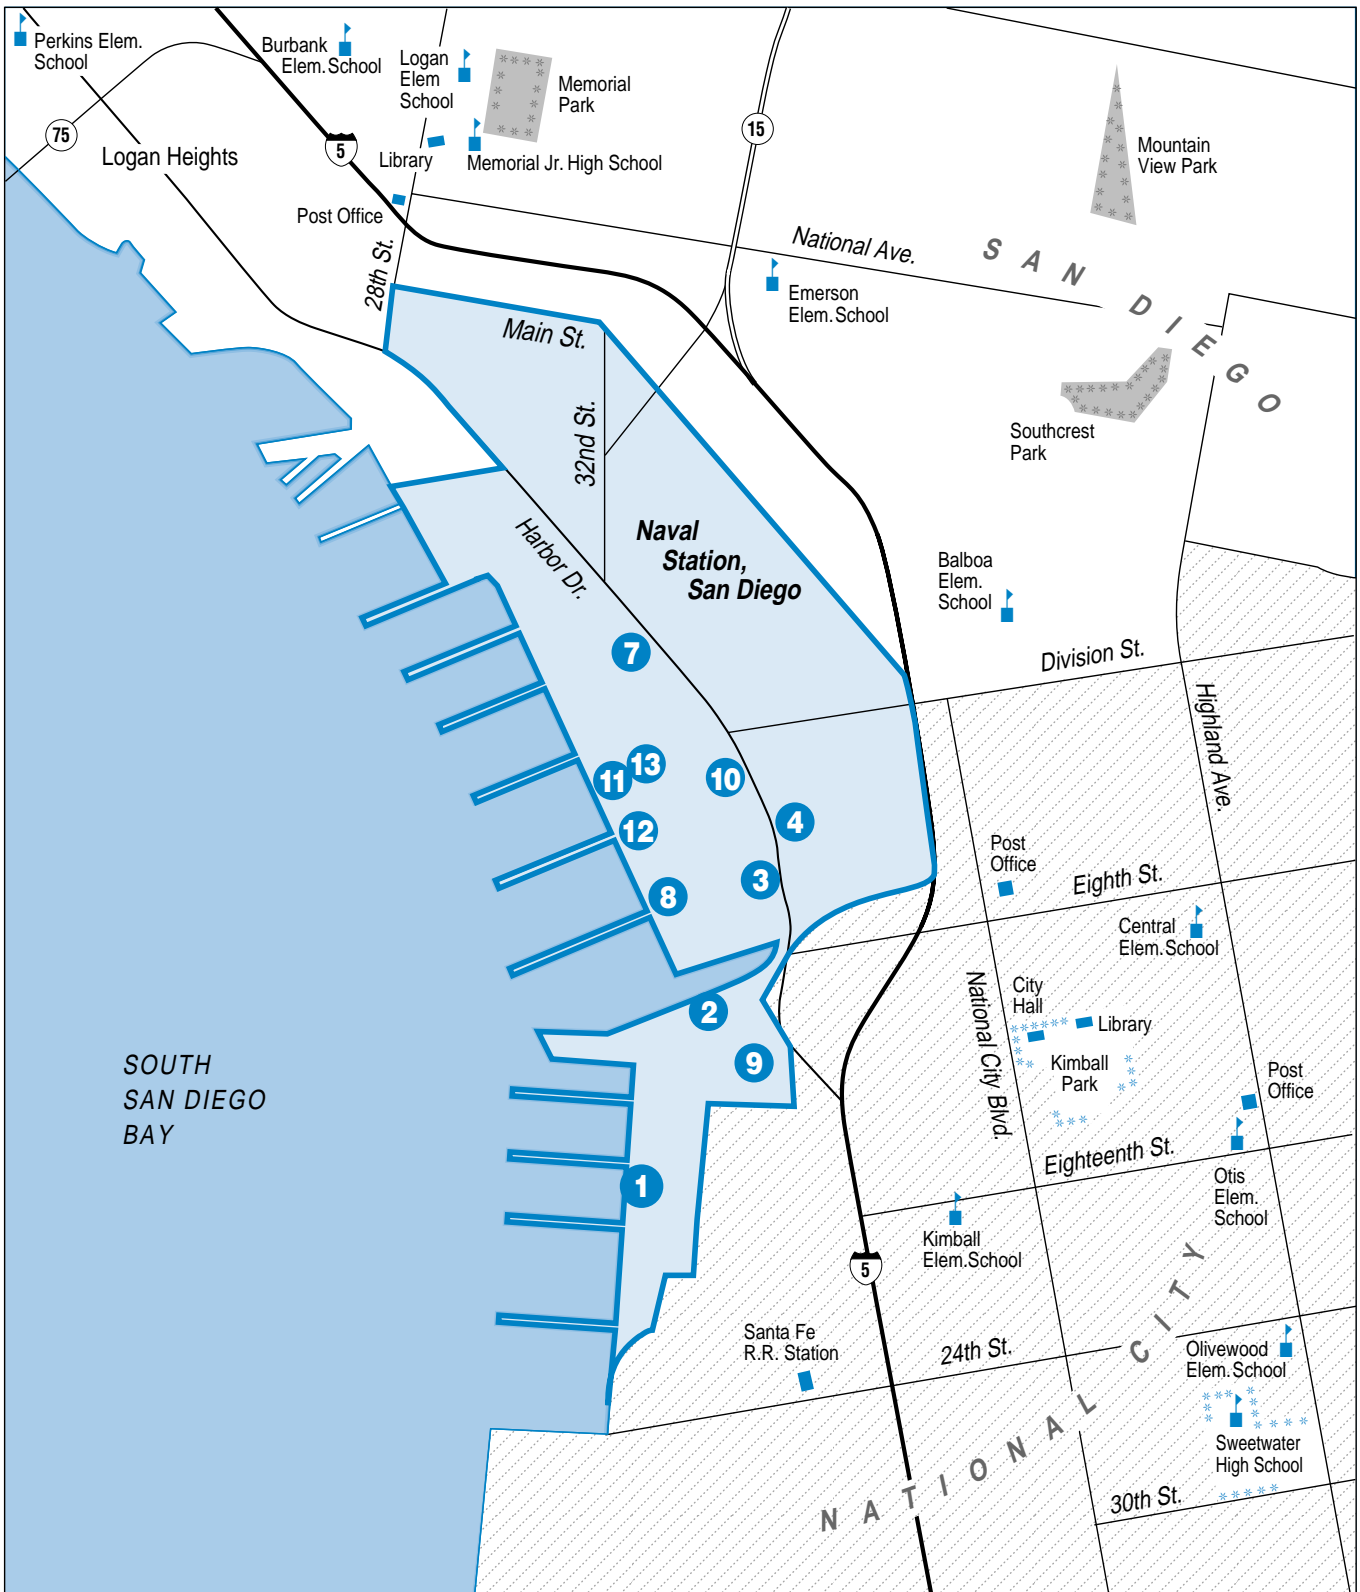 Perkins Elem.
School
Burbank
Elem. School
Logan
Elem
School
Memorial
Park
75
5
15
Logan Heights
Library
Memorial Jr. High School
Mountain
View Park
Post Office
28th St.
National Ave.
SAN DIEGO
Emerson
Elem. School
Main St.
32nd St.
Southcrest
Park
Harbor Dr.
Naval
Station,
San Diego
Balboa
Elem.
School
Division St.
Highland Ave.
7
13
11
10
12
4
3
8
Post
Office
Eighth St.
Central
Elem. School
National City Blvd.
City
Hall
Library
Kimball
Park
2
9
SOUTH
SAN DIEGO
BAY
Post
Office
1
Eighteenth St.
Otis
Elem.
School
Kimball
Elem. School
5
Santa Fe
R.R. Station
24th St.
NATIONAL CITY
Olivewood
Elem. School
Sweetwater
High School
30th St.